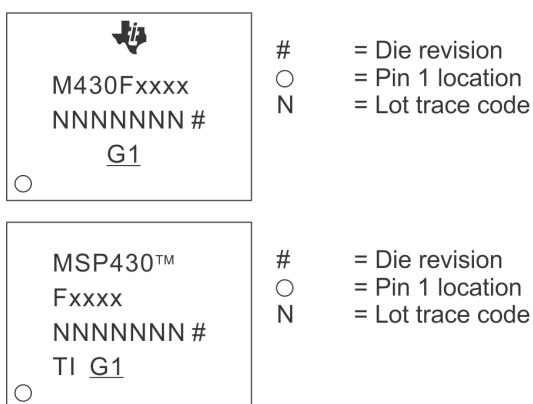 M430Fxxxx
NNNNNNN #
G1
# = Die revision
○ = Pin 1 location
N = Lot trace code
MSP430™
Fxxxx
NNNNNNN #
TI G1
# = Die revision
○ = Pin 1 location
N = Lot trace code